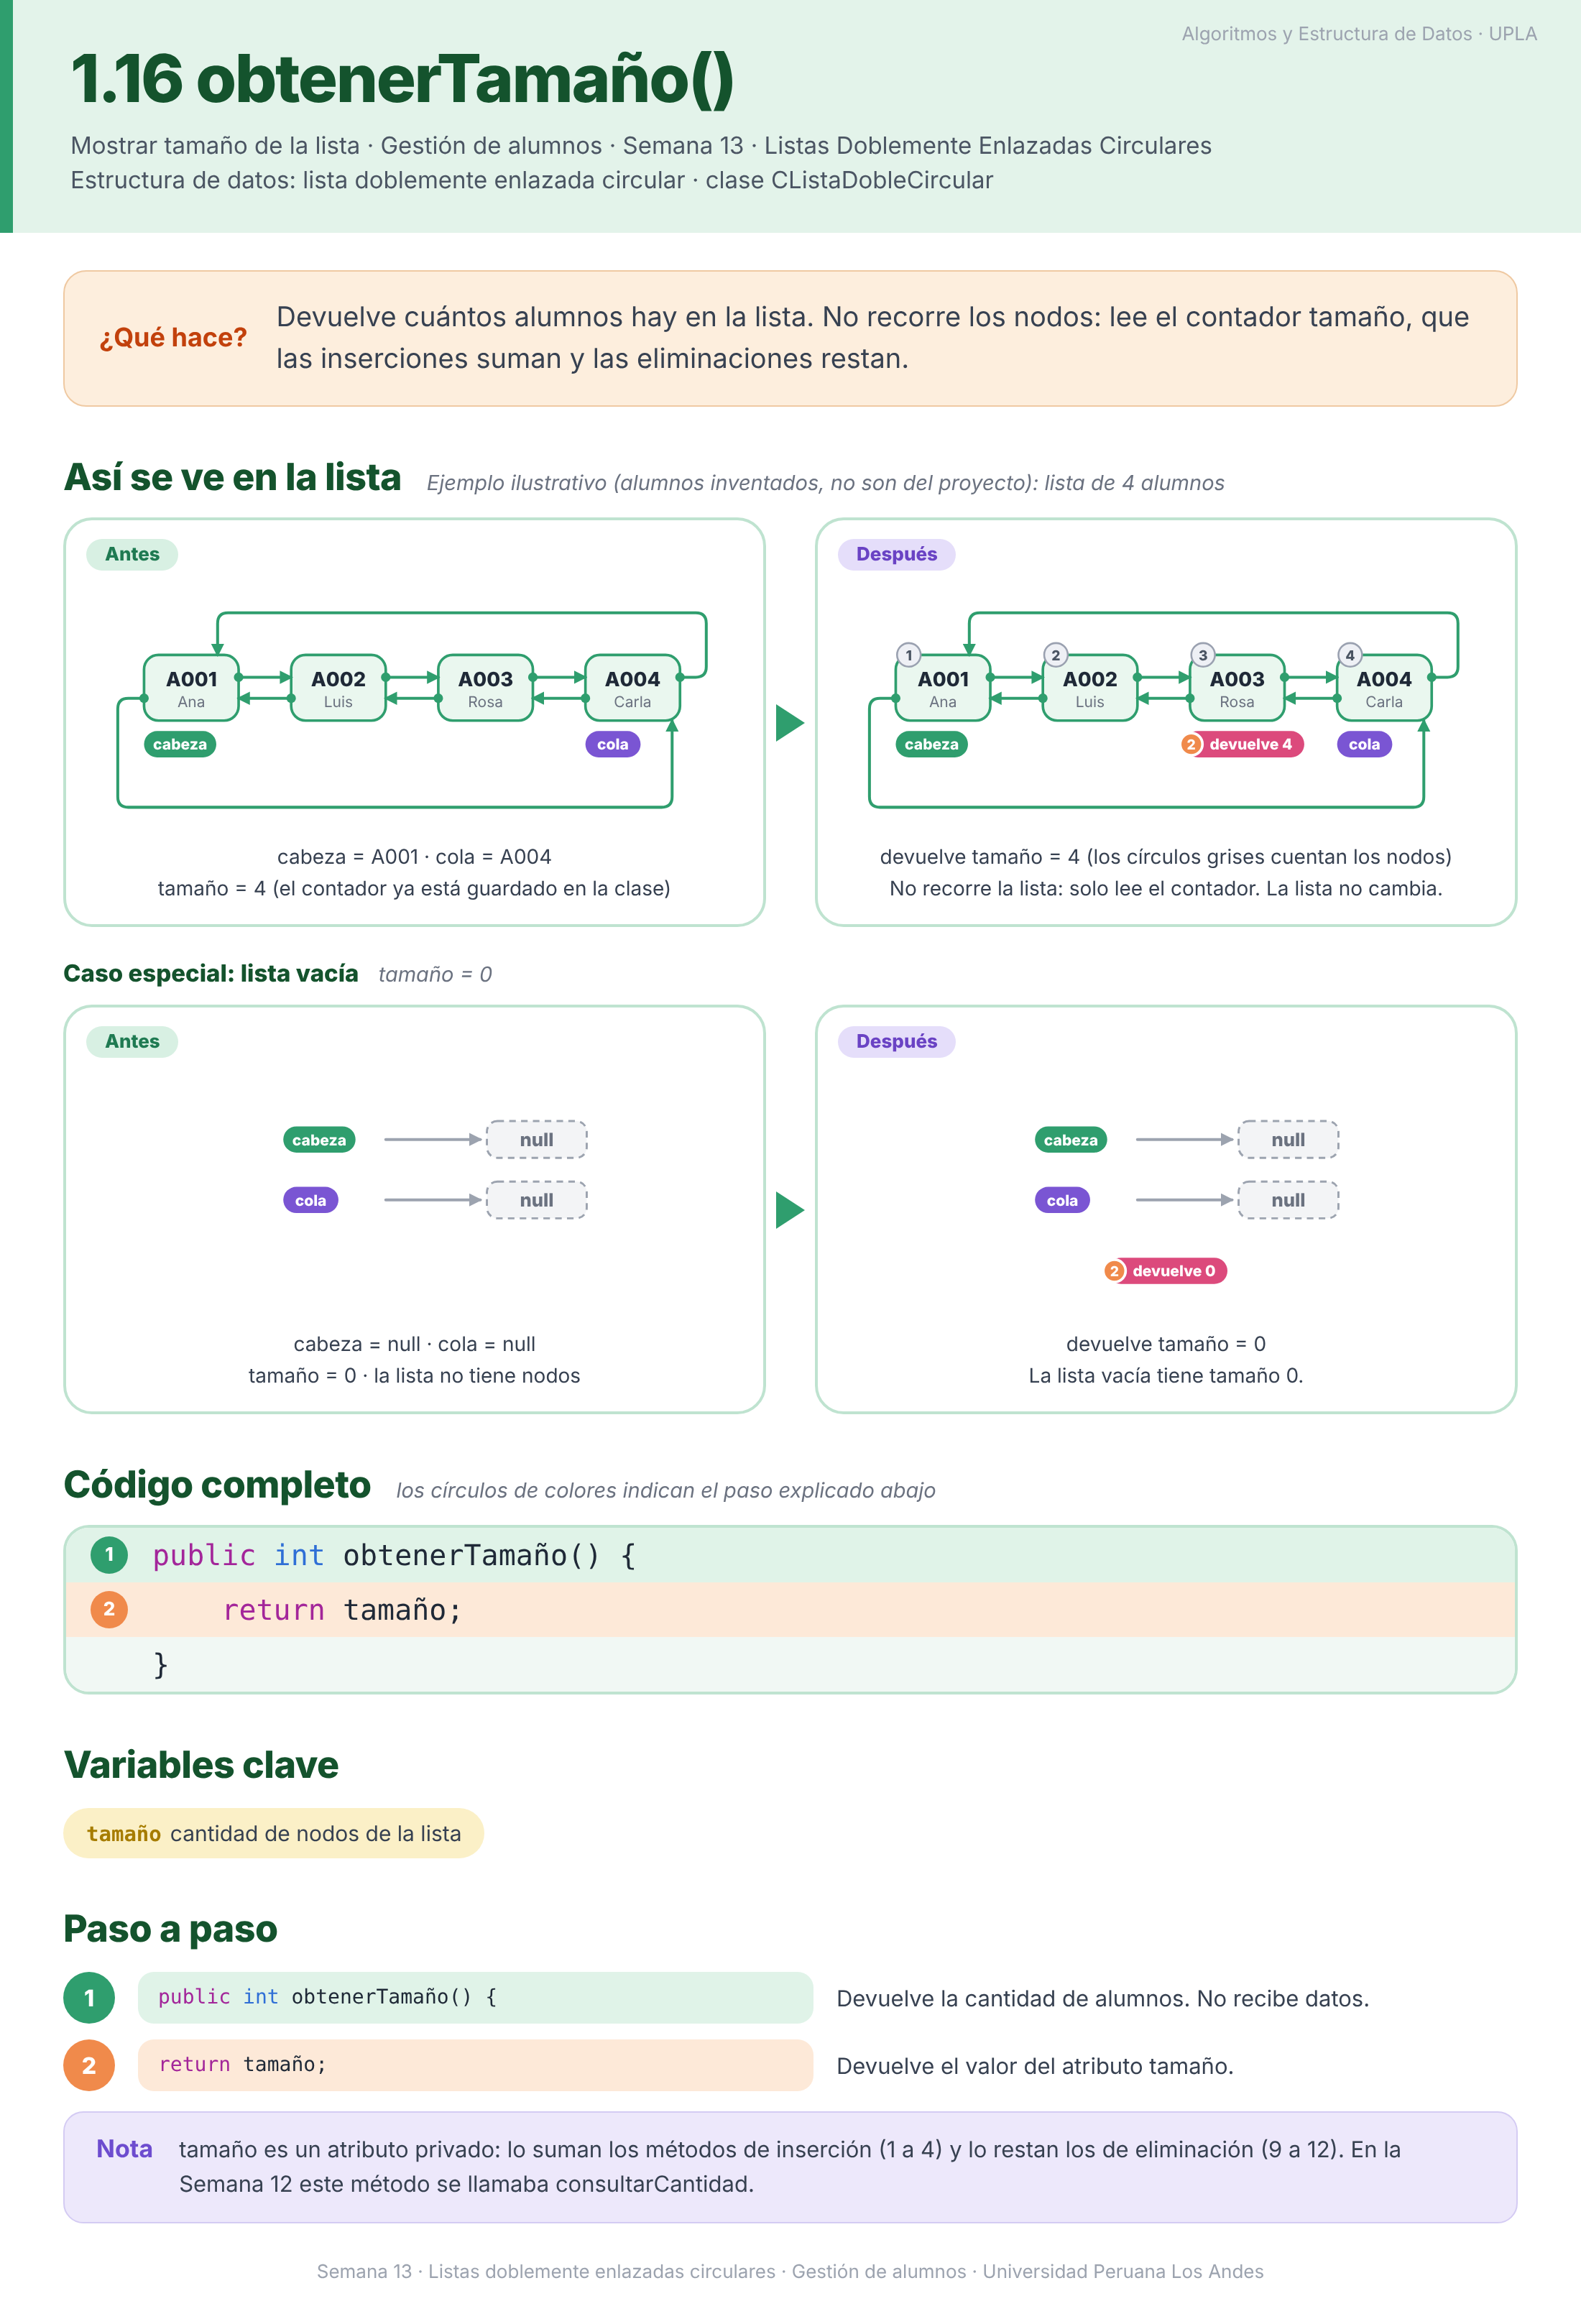 Algoritmos y Estructura de Datos · UPLA
1.16 obtenerTamaño()
Mostrar tamaño de la lista · Gestión de alumnos · Semana 13 · Listas Doblemente Enlazadas Circulares
Estructura de datos: lista doblemente enlazada circular · clase CListaDobleCircular
¿Qué hace?
Devuelve cuántos alumnos hay en la lista. No recorre los nodos: lee el contador tamaño, que
las inserciones suman y las eliminaciones restan.
Así se ve en la lista Ejemplo ilustrativo (alumnos inventados, no son del proyecto): lista de 4 alumnos
Antes
A001 A002 A003 A004
Ana Luis Rosa Carla
cabeza cola
cabeza = A001 · cola = A004
tamaño = 4 (el contador ya está guardado en la clase)
Después
1 2 3 4
A001 A002 A003 A004
Ana Luis Rosa Carla
cabeza 2 devuelve 4 cola
devuelve tamaño = 4 (los círculos grises cuentan los nodos)
No recorre la lista: solo lee el contador. La lista no cambia.
Caso especial: lista vacía tamaño = 0
Antes
cabeza null
cola null
cabeza = null · cola = null
tamaño = 0 · la lista no tiene nodos
Después
cabeza null
cola null
2 devuelve 0
devuelve tamaño = 0
La lista vacía tiene tamaño 0.
Código completo los círculos de colores indican el paso explicado abajo
1 public int obtenerTamaño() {
2 return tamaño;
}
Variables clave
tamaño cantidad de nodos de la lista
Paso a paso
1 public int obtenerTamaño() { Devuelve la cantidad de alumnos. No recibe datos.
2 return tamaño; Devuelve el valor del atributo tamaño.
Nota tamaño es un atributo privado: lo suman los métodos de inserción (1 a 4) y lo restan los de eliminación (9 a 12). En la
Semana 12 este método se llamaba consultarCantidad.
Semana 13 · Listas doblemente enlazadas circulares · Gestión de alumnos · Universidad Peruana Los Andes